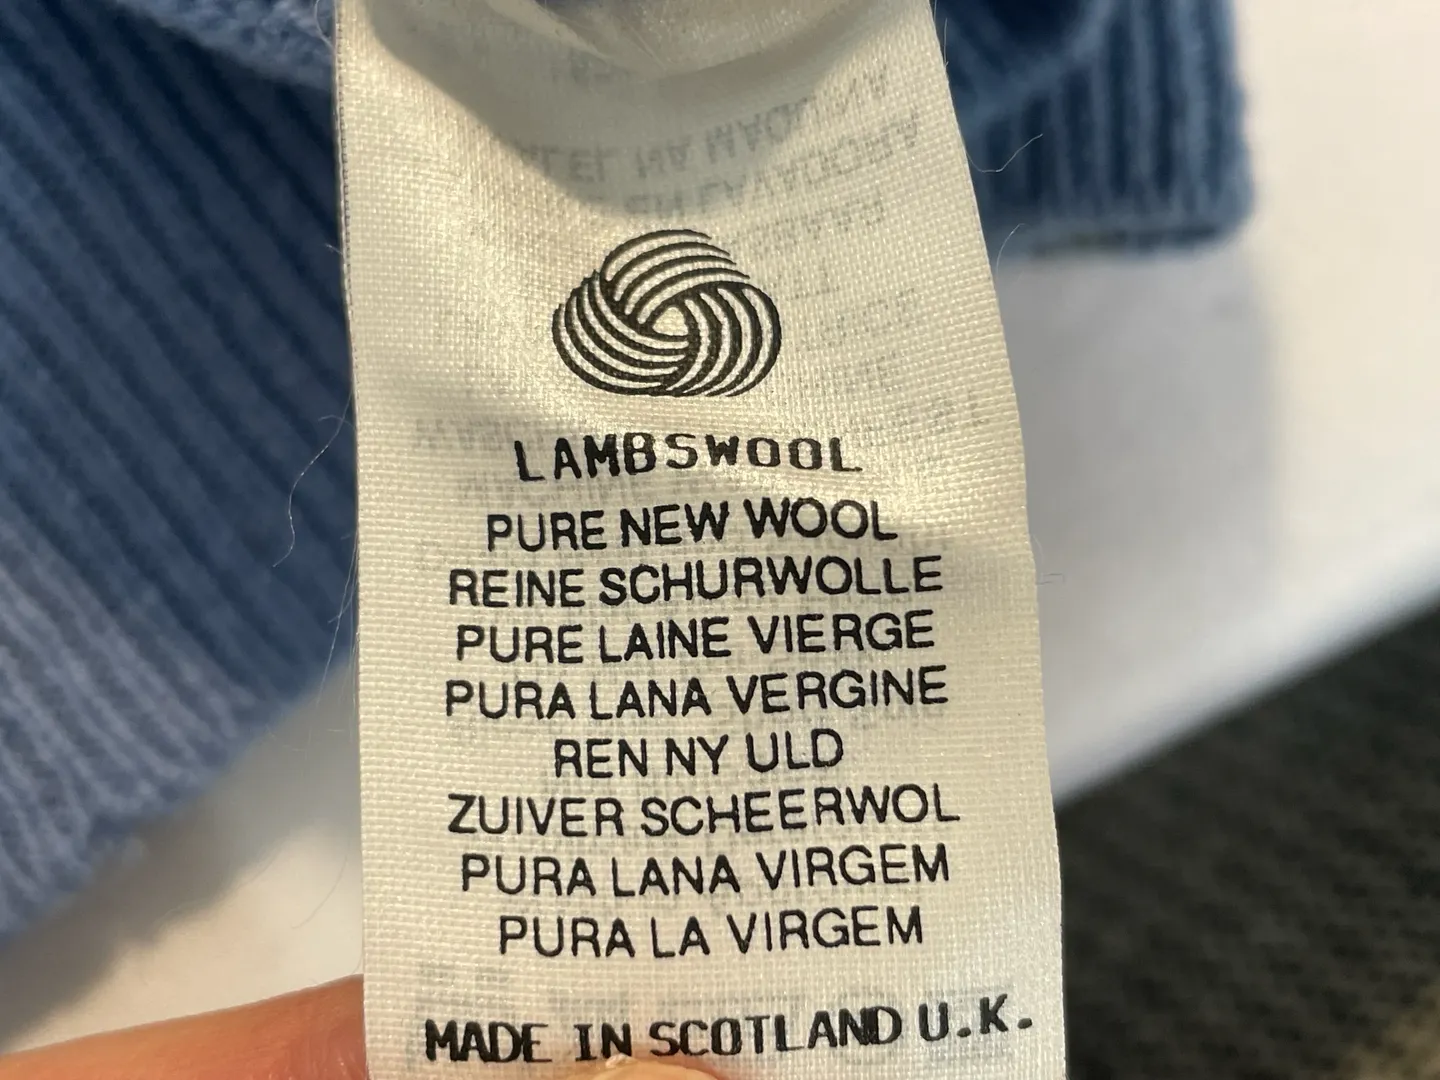 LAMBSWOOL
PURE NEW WOOL
REINE SCHURWOLLE
PURE LAINE VIERGE
PURA LANA VERGINE
REN NY ULD
ZUIVER SCHEERWOL
PURA LANA VIRGEM
PURA LA VIRGEM
MADE IN SCOTLAND U.K.